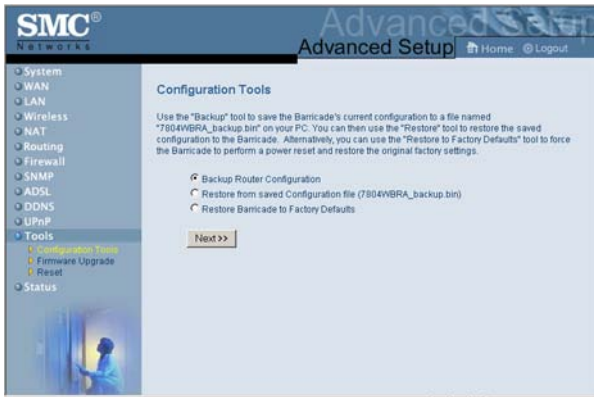 SMC®
Networks
Advanced Setup
Advanced Setup
Home
Logout
System
WAN
LAN
Wireless
NAT
Routing
Firewall
SNMP
ADSL
DDNS
UPnP
Tools
Configuration Tools
Firmware Upgrade
Reset
Status
Configuration Tools
Use the "Backup" tool to save the Barricade's current configuration to a file named
"7804WBRA_backup.bin" on your PC. You can then use the "Restore" tool to restore the saved
configuration to the Barricade. Alternatively, you can use the "Restore to Factory Defaults" tool to force
the Barricade to perform a power reset and restore the original factory settings.
Backup Router Configuration
Restore from saved Configuration file (7804WBRA_backup.bin)
Restore Barricade to Factory Defaults
Next >>